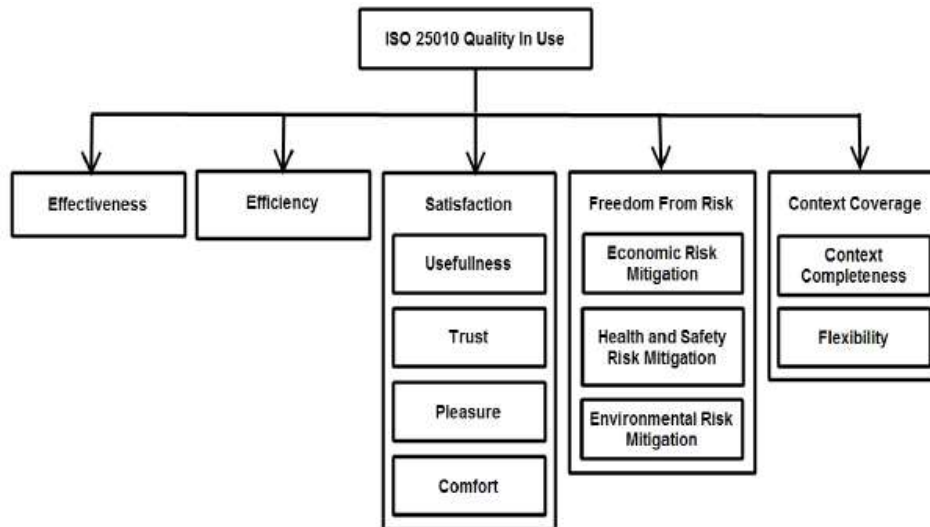 ISO 25010 Quality In Use
Effectiveness
Efficiency
Satisfaction
Usefullness
Trust
Pleasure
Comfort
Freedom From Risk
Economic Risk
Mitigation
Health and Safety
Risk Mitigation
Environmental Risk
Mitigation
Context Coverage
Context
Completeness
Flexibility